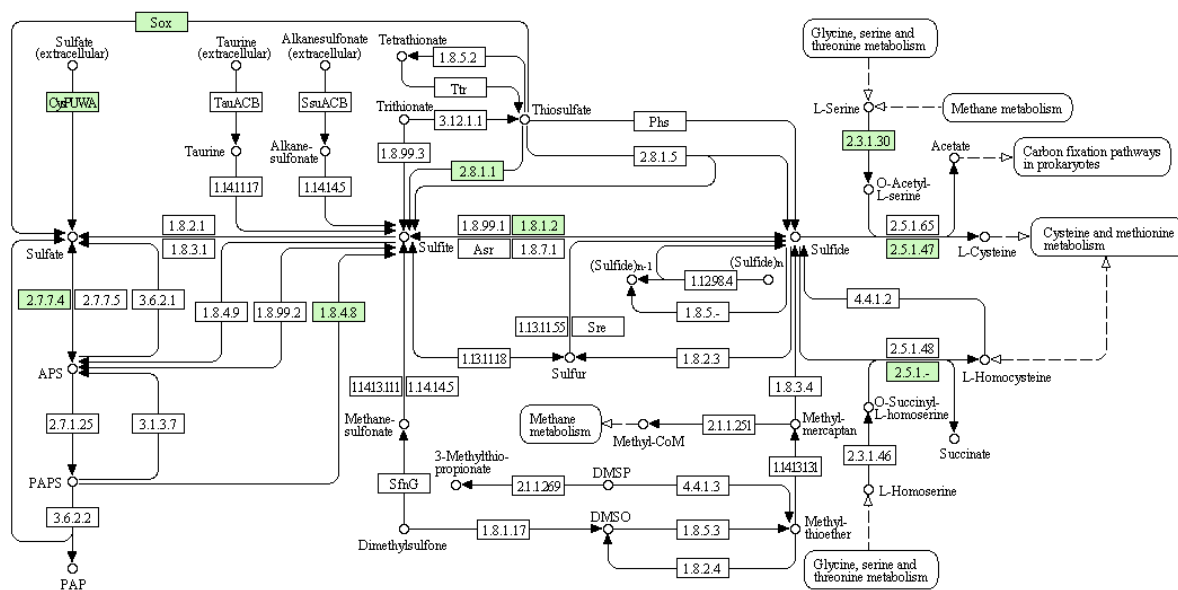 Sox
Sulfate
(extracellular)
Taurine
(extracellular)
Alkanesulfonate
(extracellular)
Tetrathionate
1.8.5.2
Glycine, serine and
threonine metabolism
CysPUWA
TauACB
SsuACB
Ttr
Trithionate
3.12.1.1
Thiosulfate
Phs
L-Serine
Methane metabolism
Taurine
Alkane-
sulfonate
1.8.99.3
2.8.1.1
2.8.1.5
2.3.1.30
Acetate
Carbon fixation pathways
in prokaryotes
1.14.11.17
1.14.14.5
O-Acetyl-
L-serine
1.8.2.1
1.8.99.1
1.8.1.2
2.5.1.65
Sulfate
1.8.3.1
Sulfite
Asr
1.8.7.1
Sulfide
2.5.1.47
L-Cysteine
Cysteine and methionine
metabolism
(Sulfide)n-1
(Sulfide)n
1.12.98.4
2.7.7.4
2.7.7.5
3.6.2.1
1.8.4.9
1.8.99.2
1.8.4.8
1.8.5.-
4.4.1.2
1.13.11.55
Sre
1.13.11.18
1.8.2.3
Sulfur
2.5.1.48
2.5.1.-
L-Homocysteine
APS
1.14.13.111
1.14.14.5
1.8.3.4
O-Succinyl-
L-homoserine
2.7.1.25
3.1.3.7
Methane-
sulfonate
Methane
metabolism
Methyl-CoM
2.1.1.251
Methyl-
mercaptan
Succinate
2.3.1.46
3-Methylthio-
propionate
DMSP
1.14.13.131
PAPS
SfnG
2.1.1.269
4.4.1.3
L-Homoserine
3.6.2.2
DMSO
Dimethylsulfone
1.8.1.17
1.8.5.3
Methyl-
thioether
PAP
1.8.2.4
Glycine, serine and
threonine metabolism